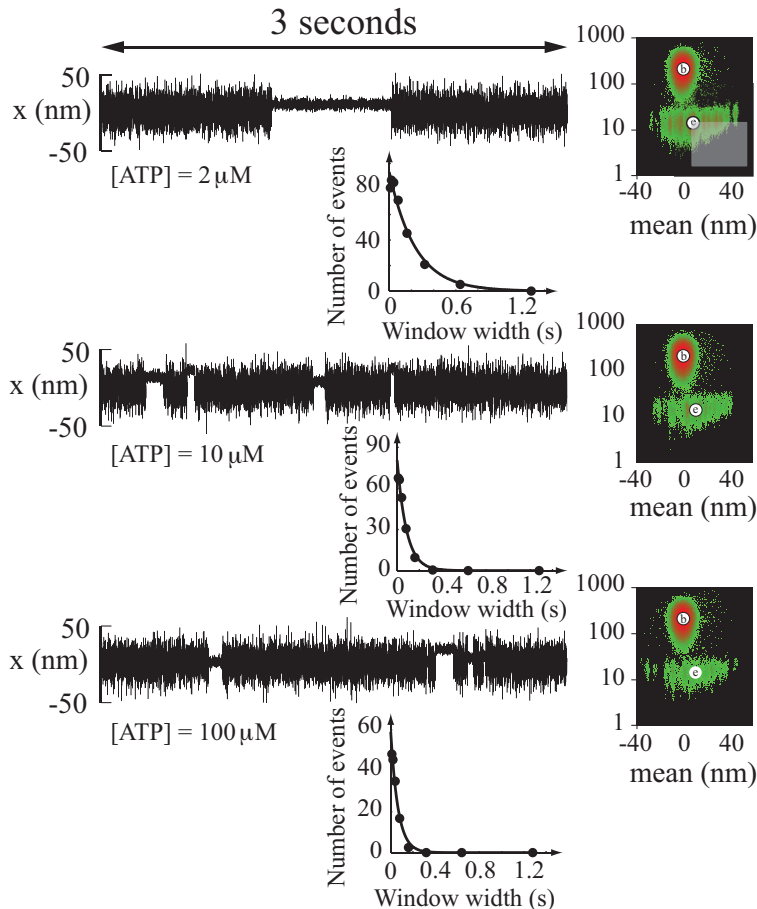 3 seconds
50
x (nm)
-50
[ATP] = 2 µM
1000
100
10
1
-40 0 40
mean (nm)
b
e
Number of events
80
40
0
0 0.6 1.2
Window width (s)
50
x (nm)
-50
[ATP] = 10 µM
1000
100
10
1
-40 0 40
mean (nm)
b
e
Number of events
90
60
30
0
0 0.4 0.8 1.2
Window width (s)
50
x (nm)
-50
[ATP] = 100 µM
1000
100
10
1
-40 0 40
mean (nm)
b
e
Number of events
60
40
20
0
0 0.4 0.8 1.2
Window width (s)